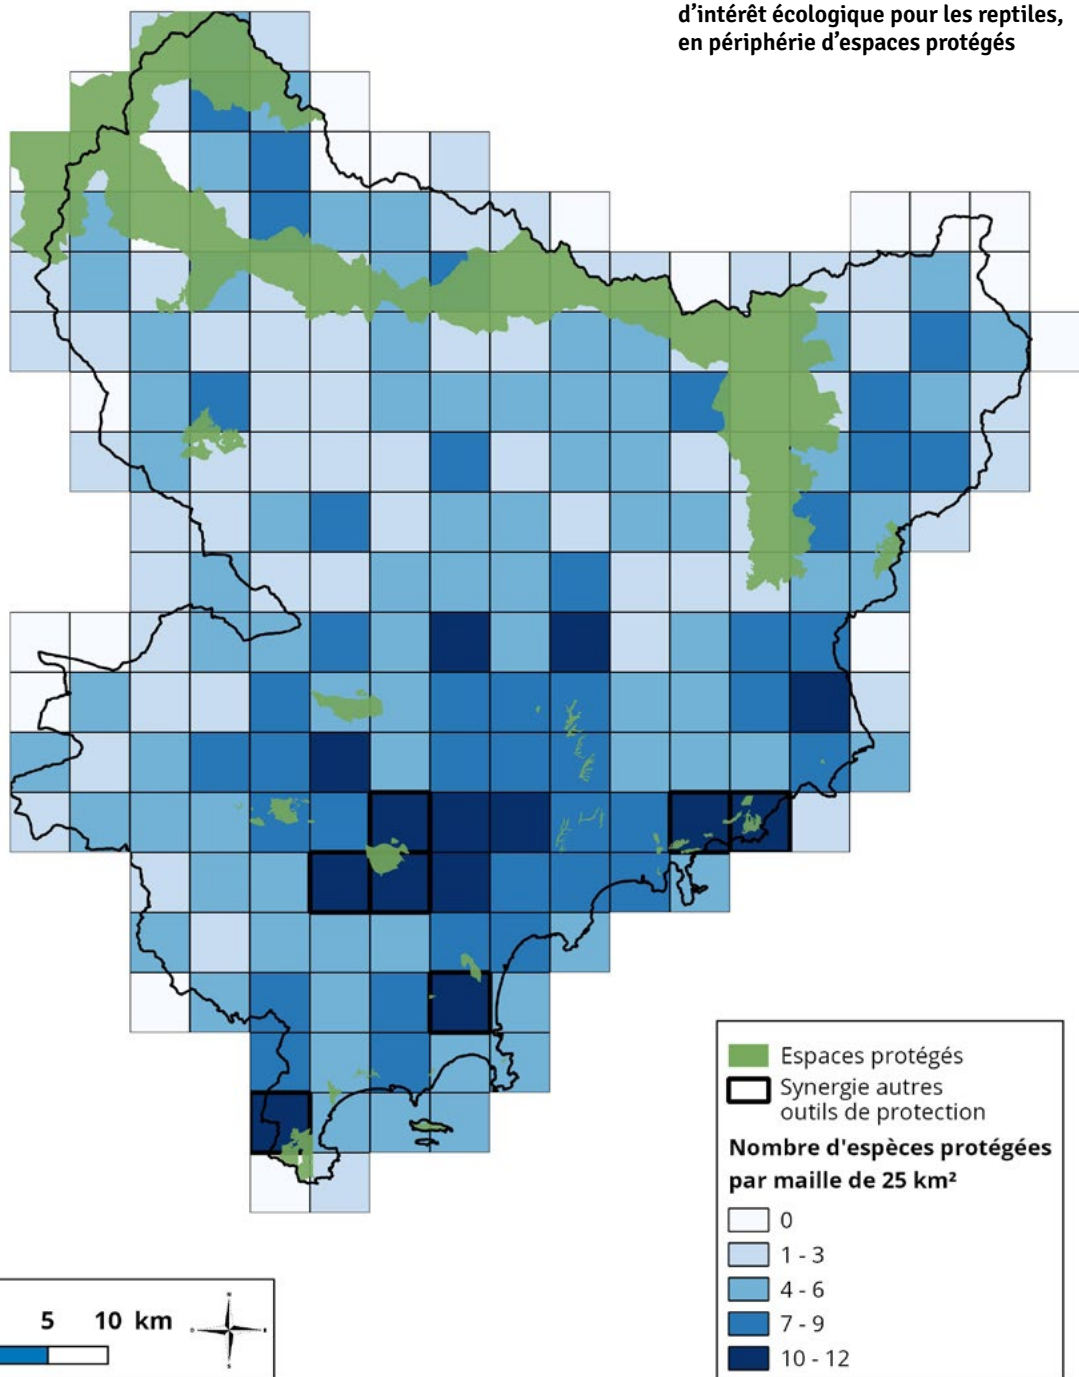 d’intérêt écologique pour les reptiles,
en périphérie d’espaces protégés
Espaces protégés
Synergie autres
outils de protection
Nombre d'espèces protégées
par maille de 25 km²
0
1 - 3
4 - 6
7 - 9
10 - 12
5 10 km
N
O E
S